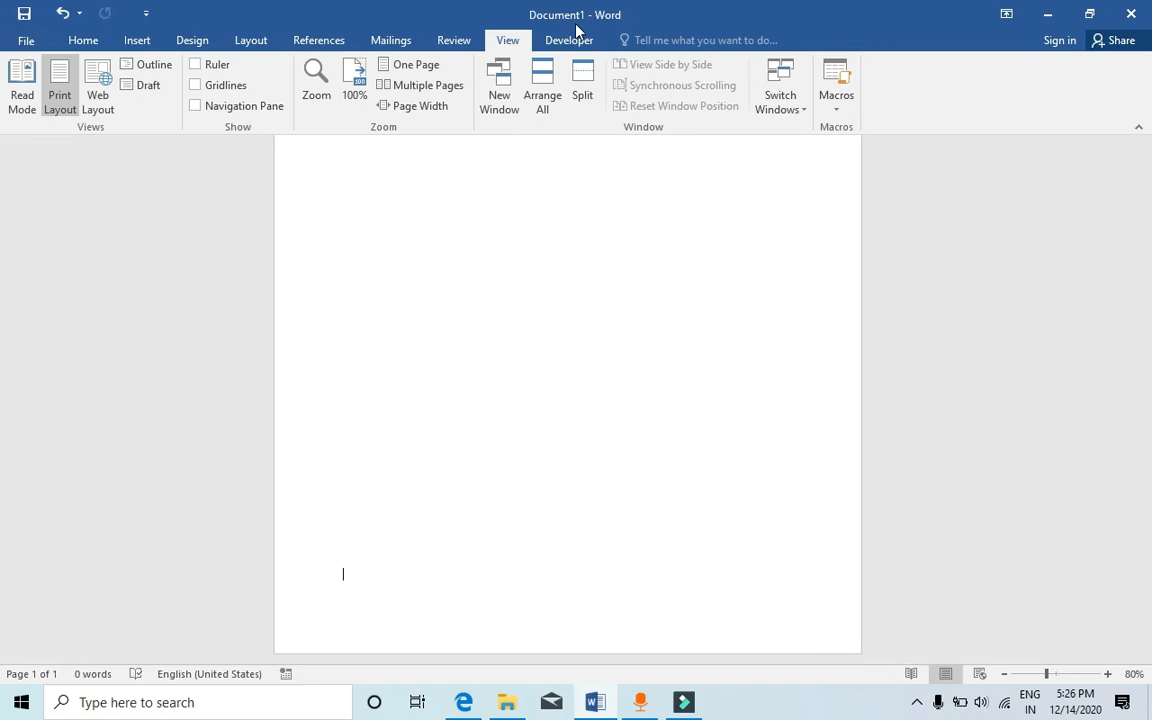 Document1 - Word
File Home Insert Design Layout References Mailings Review View Developer Tell me what you want to do... Sign in Share
Read Mode
Print Layout
Web Layout
Outline
Draft
Views
Ruler
Gridlines
Navigation Pane
Show
Zoom
100%
One Page
Multiple Pages
Page Width
Zoom
New Window
Arrange All
Split
View Side by Side
Synchronous Scrolling
Reset Window Position
Window
Switch Windows
Macros
Macros
Page 1 of 1 0 words English (United States) 80%
Type here to search
ENG
IN
5:26 PM
12/14/2020